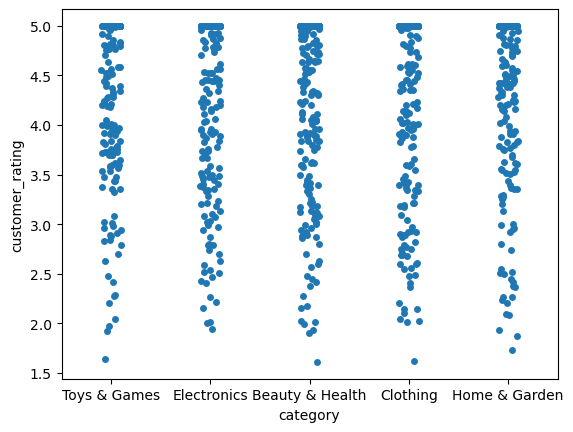 5.0
4.5
4.0
3.5
3.0
2.5
2.0
1.5
customer_rating
Toys & Games Electronics Beauty & Health Clothing Home & Garden
category